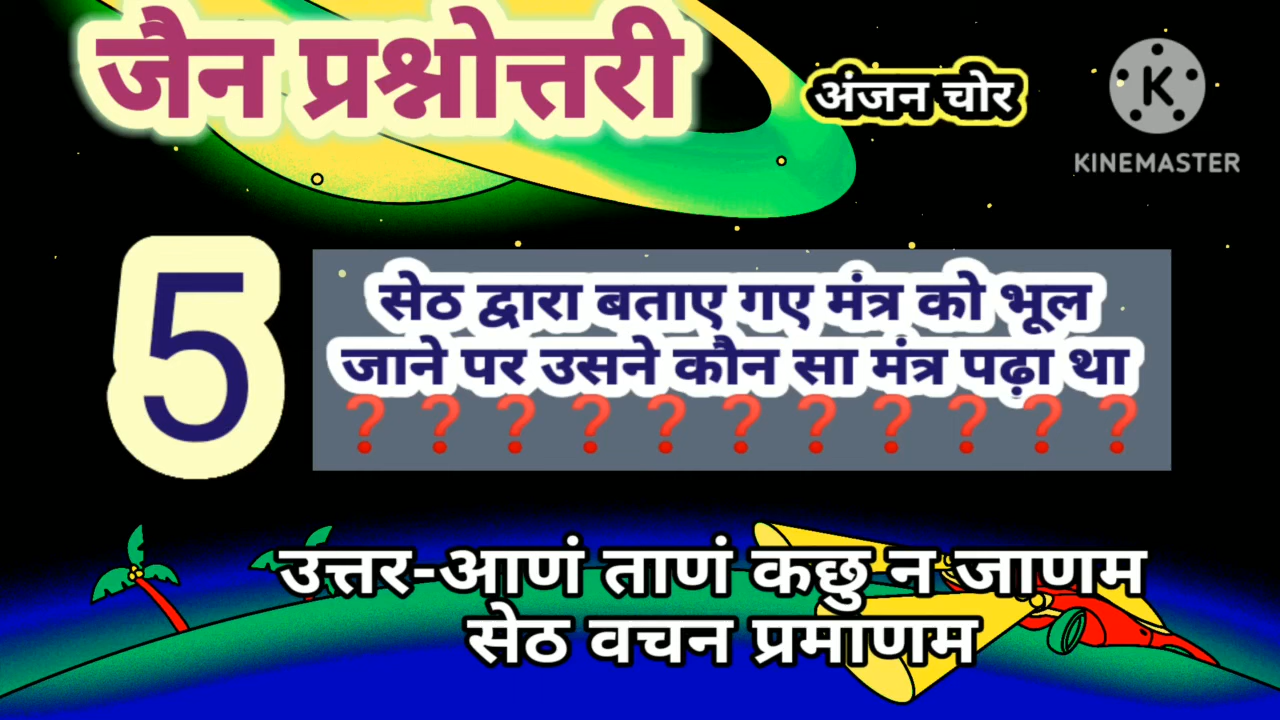 जैन प्रश्नोत्तरी
अंजन चोर
K
KINEMASTER
5
सेठ द्वारा बताए गए मंत्र को भूल
जाने पर उसने कौन सा मंत्र पढ़ा था
❓❓❓❓❓❓❓❓❓❓❓
उत्तर-आणं ताणं कछु न जाणम
सेठ वचन प्रमाणम